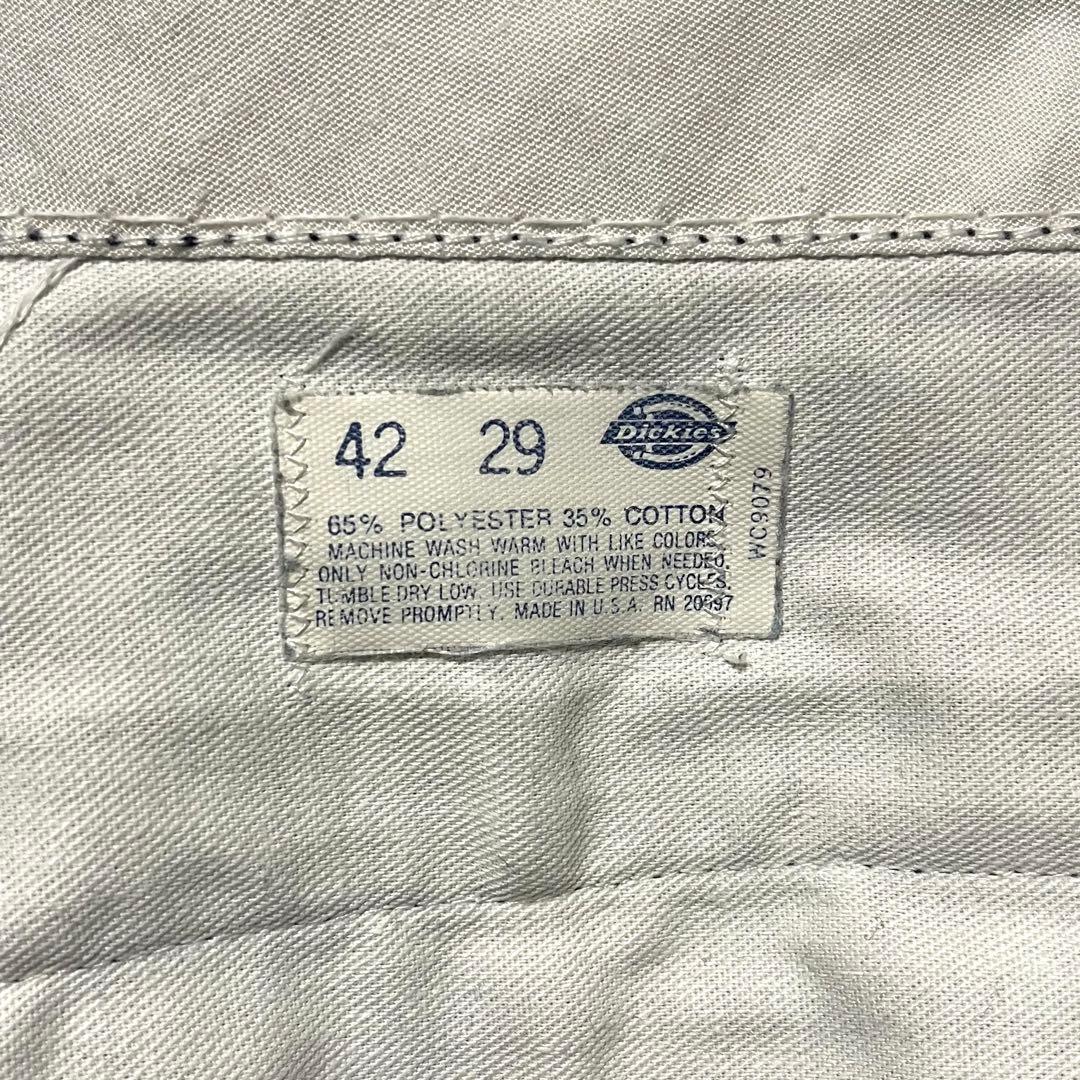 42 29 Dickies
65% POLYESTER 35% COTTON
MACHINE WASH WARM WITH LIKE COLORS.
ONLY NON-CHLORINE BLEACH WHEN NEEDED.
TUMBLE DRY LOW. USE DURABLE PRESS CYCLES.
REMOVE PROMPTLY. MADE IN U.S.A. RN 20697
WC9079